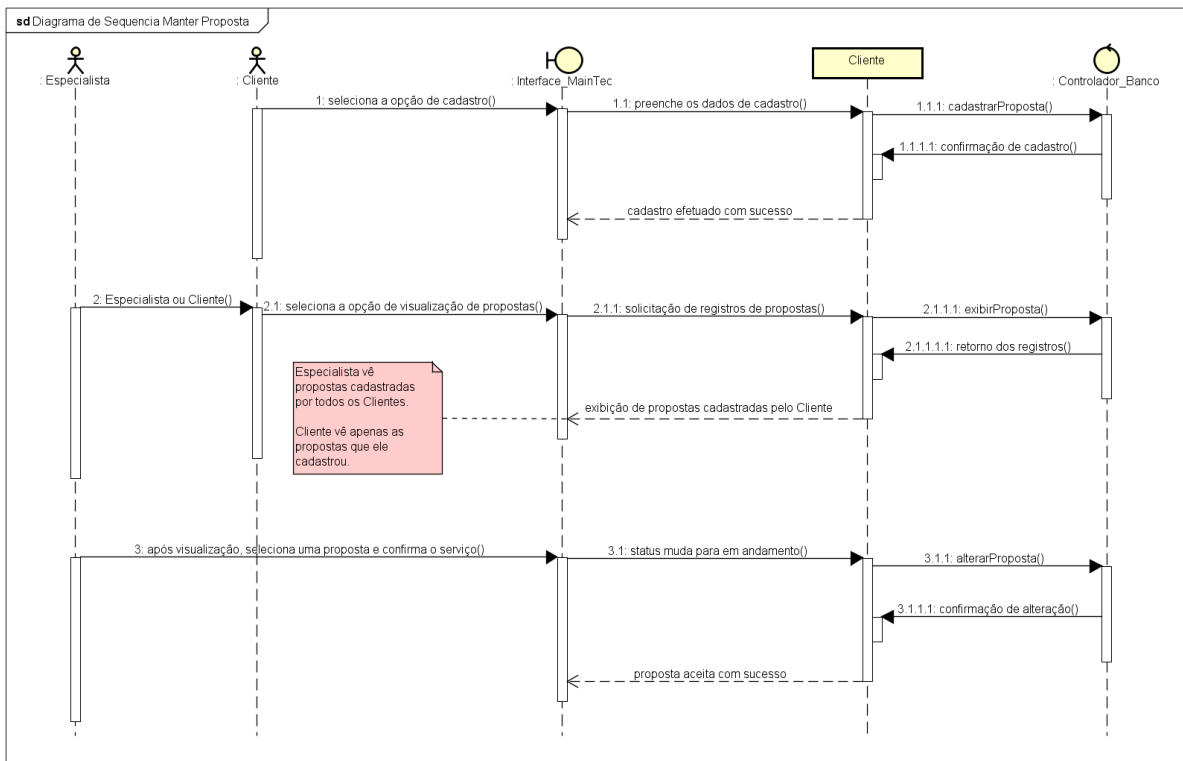 sd Diagrama de Sequencia Manter Proposta
: Especialista
: Cliente
: Interface_MainTec
Cliente
: Controlador_Banco
1: seleciona a opção de cadastro()
1.1: preenche os dados de cadastro()
1.1.1: cadastrarProposta()
1.1.1.1: confirmação de cadastro()
cadastro efetuado com sucesso
2: Especialista ou Cliente()
2.1: seleciona a opção de visualização de propostas()
2.1.1: solicitação de registros de propostas()
2.1.1.1: exibirProposta()
2.1.1.1.1: retorno dos registros()
Especialista vê
propostas cadastradas
por todos os Clientes.
Cliente vê apenas as
propostas que ele
cadastrou.
exibição de propostas cadastradas pelo Cliente
3: após visualização, seleciona uma proposta e confirma o serviço()
3.1: status muda para em andamento()
3.1.1: alterarProposta()
3.1.1.1: confirmação de alteração()
proposta aceita com sucesso